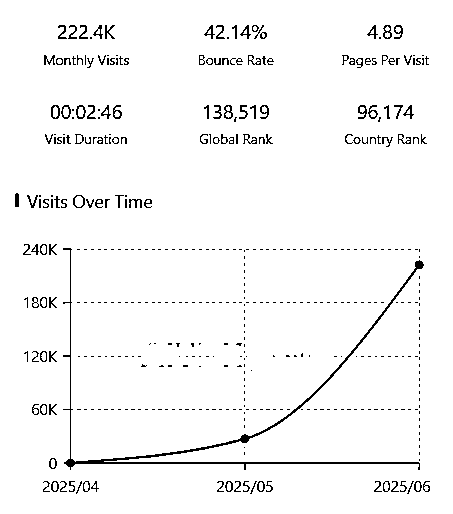 222.4K 42.14% 4.89
Monthly Visits Bounce Rate Pages Per Visit
00:02:46 138,519 96,174
Visit Duration Global Rank Country Rank
Visits Over Time
240K
180K
120K
60K
0
2025/04 2025/05 2025/06